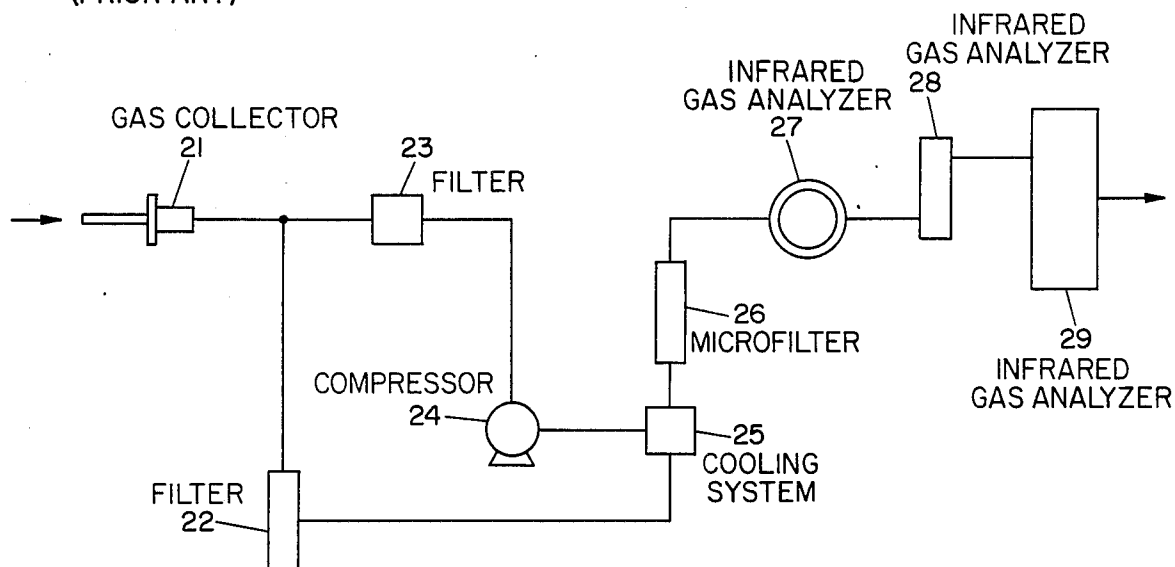 INFRARED
GAS ANALYZER
28
INFRARED
GAS ANALYZER
27
GAS COLLECTOR
21
23
FILTER
26
MICROFILTER
29
INFRARED
GAS ANALYZER
COMPRESSOR
24
25
COOLING
SYSTEM
FILTER
22